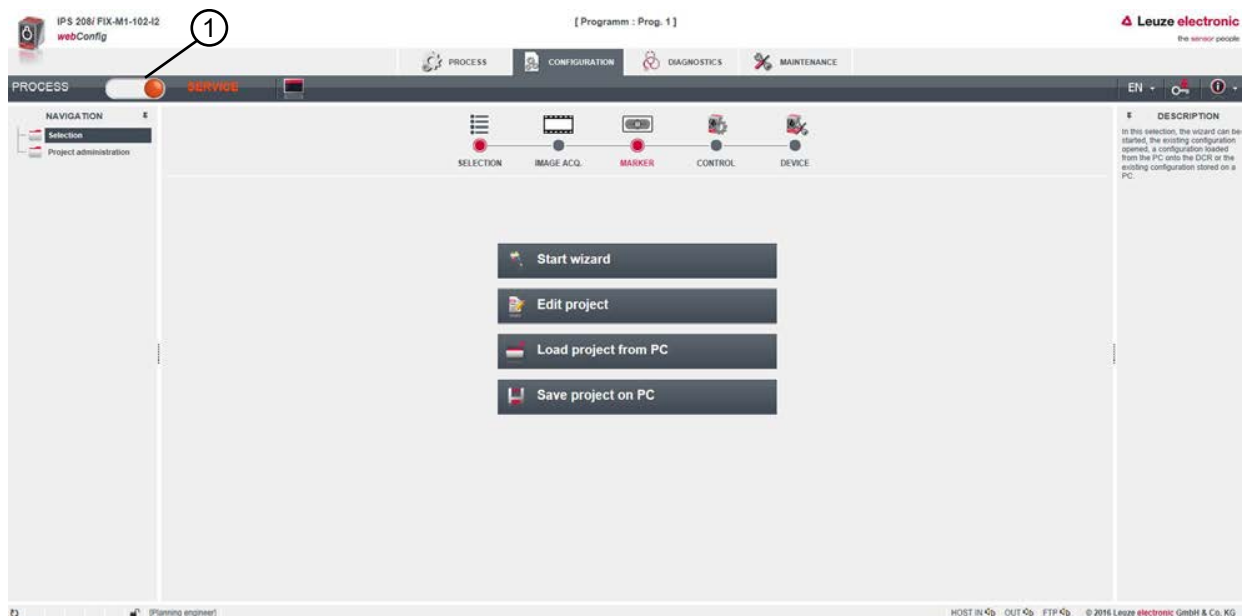 IPS 208i FIX-M1-102-I2
webConfig
1
[ Programm : Prog. 1 ]
Leuze electronic
the sensor people
PROCESS
CONFIGURATION
DIAGNOSTICS
MAINTENANCE
PROCESS
SERVICE
EN
NAVIGATION
Selection
Project administration
SELECTION
IMAGE ACQ.
MARKER
CONTROL
DEVICE
DESCRIPTION
In this selection, the wizard can be
started, the existing configuration
opened, a configuration loaded
from the PC onto the DCR or the
existing configuration stored on a
PC.
Start wizard
Edit project
Load project from PC
Save project on PC
(Planning engineer)
HOST IN OUT FTP © 2016 Leuze electronic GmbH & Co. KG